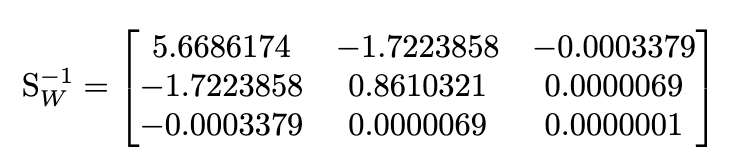 5.6686174 −1.7223858 −0.0003379
S_W^{-1} = −1.7223858 0.8610321 0.0000069
−0.0003379 0.0000069 0.0000001